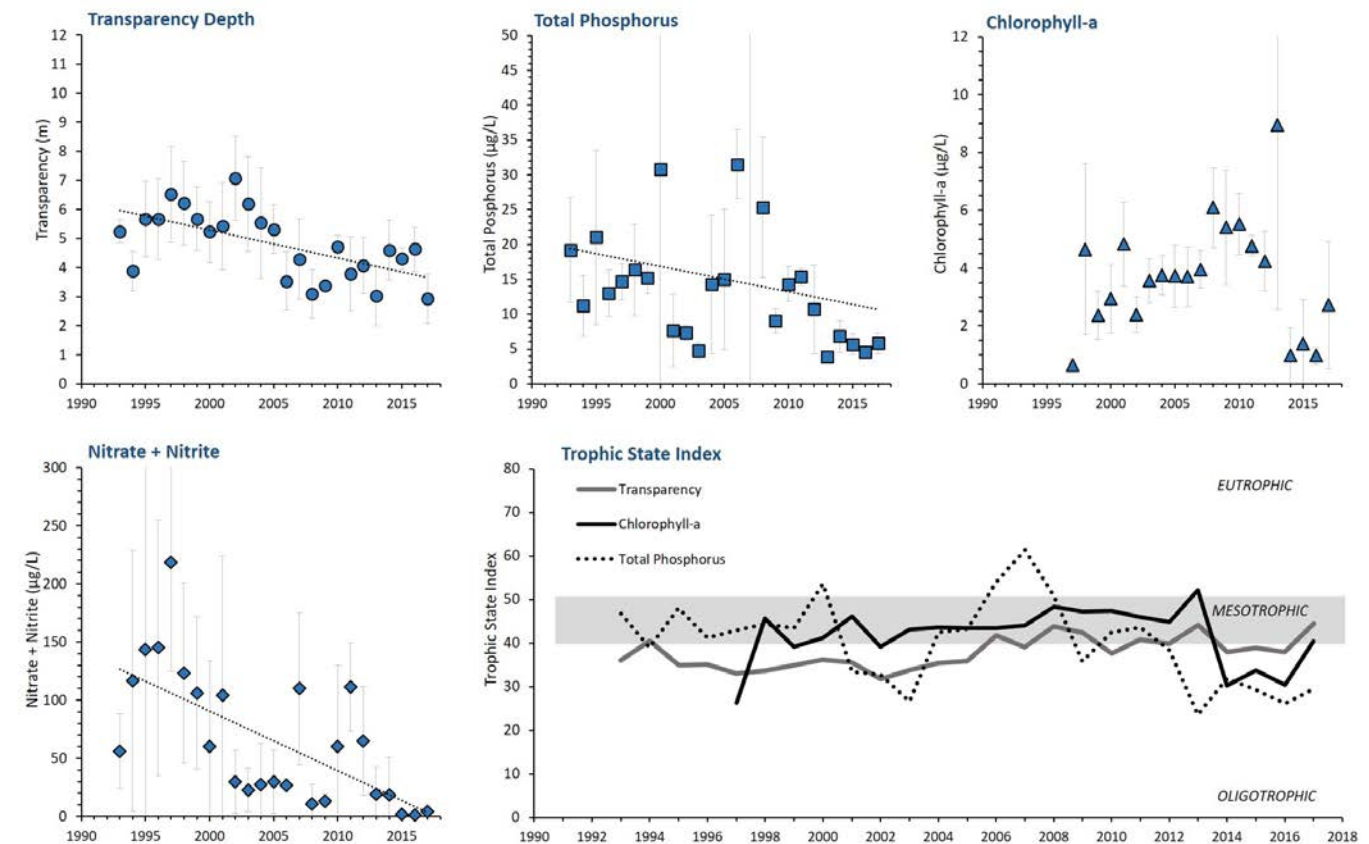 Transparency Depth
Transparency (m)
12
11
10
9
8
7
6
5
4
3
2
1
0
1990 1995 2000 2005 2010 2015
Total Phosphorus
Total Posphorus (µg/L)
50
45
40
35
30
25
20
15
10
5
0
1990 1995 2000 2005 2010 2015
Chlorophyll-a
Chlorophyll-a (µg/L)
12
10
8
6
4
2
0
1990 1995 2000 2005 2010 2015
Nitrate + Nitrite
Nitrate + Nitrite (µg/L)
300
250
200
150
100
50
0
1990 1995 2000 2005 2010 2015
Trophic State Index
Trophic State Index
80
70
60
50
40
30
20
10
0
Transparency
Chlorophyll-a
Total Phosphorus
EUTROPHIC
MESOTROPHIC
OLIGOTROPHIC
1990 1992 1994 1996 1998 2000 2002 2004 2006 2008 2010 2012 2014 2016 2018